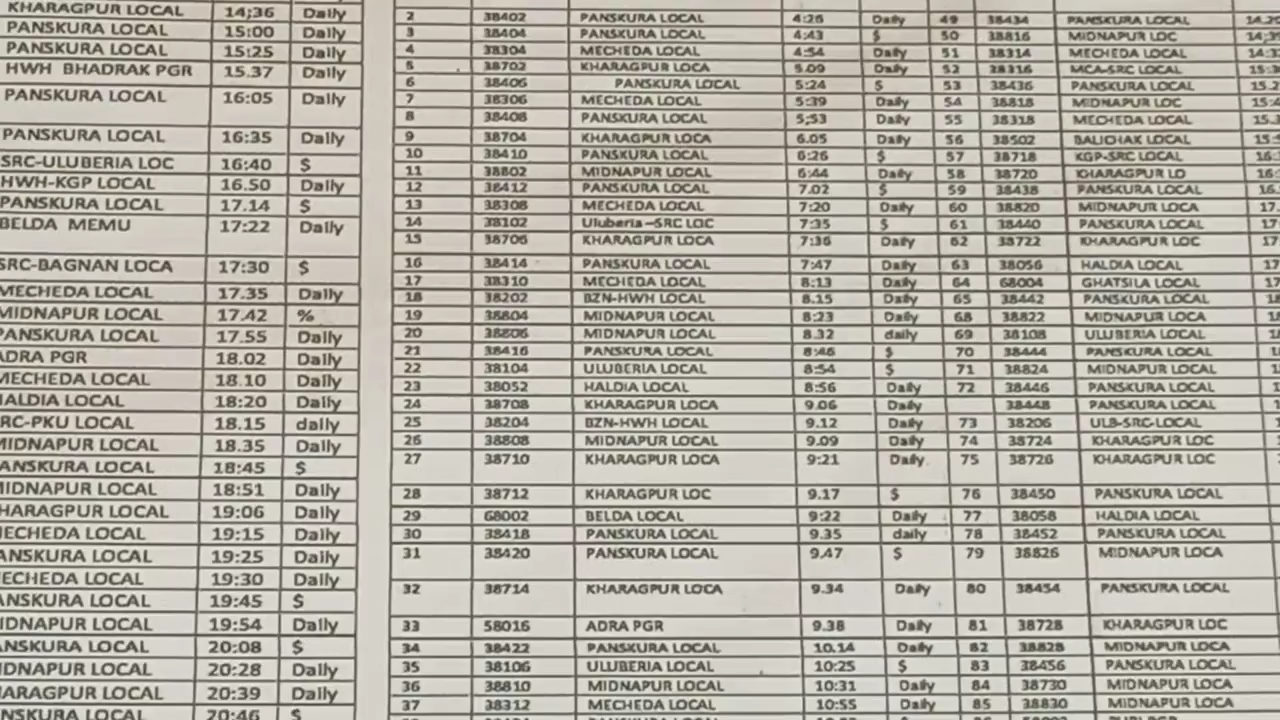 KHARAGPUR LOCAL 14;36 Daily
PANSKURA LOCAL 15:00 Daily
PANSKURA LOCAL 15:25 Daily
HWH BHADRAK PGR 15.37 Daily
PANSKURA LOCAL 16:05 Daily
PANSKURA LOCAL 16:35 Daily
SRC-ULUBERIA LOC 16:40 $
HWH-KGP LOCAL 16.50 Daily
PANSKURA LOCAL 17.14 $
BELDA MEMU 17:22 Daily
SRC-BAGNAN LOCA 17:30 $
MECHEDA LOCAL 17.35 Daily
MIDNAPUR LOCAL 17.42 %
PANSKURA LOCAL 17.55 Daily
ADRA PGR 18.02 Daily
MECHEDA LOCAL 18.10 Daily
HALDIA LOCAL 18:20 Daily
RC-PKU LOCAL 18.15 daily
MIDNAPUR LOCAL 18.35 Daily
ANSKURA LOCAL 18:45 $
MIDNAPUR LOCAL 18:51 Daily
HARAGPUR LOCAL 19:06 Daily
MECHEDA LOCAL 19:15 Daily
ANSKURA LOCAL 19:25 Daily
MECHEDA LOCAL 19:30 Daily
ANSKURA LOCAL 19:45 $
IDNAPUR LOCAL 19:54 Daily
ANSKURA LOCAL 20:08 $
IDNAPUR LOCAL 20:28 Daily
HARAGPUR LOCAL 20:39 Daily
NSKURA LOCAL 20:46 $
2 38402 PANSKURA LOCAL 4:26 Daily 49 38434 PANSKURA LOCAL
3 38404 PANSKURA LOCAL 4:43 $ 50 38816 MIDNAPUR LOC
4 38304 MECHEDA LOCAL 4:54 Daily 51 38314 MECHEDA LOCAL
5 38702 KHARAGPUR LOCA 5.09 Daily 52 38316 MCA-SRC LOCAL
6 38406 PANSKURA LOCAL 5:24 $ 53 38436 PANSKURA LOCAL
7 38306 MECHEDA LOCAL 5:39 Daily 54 38818 MIDNAPUR LOC
8 38408 PANSKURA LOCAL 5;53 Daily 55 38318 MECHEDA LOCAL
9 38704 KHARAGPUR LOCAL 6.05 Daily 56 38502 BALICHAK LOCAL
10 38410 PANSKURA LOCAL 6:26 $ 57 38718 KGP-SRC LOCAL
11 38802 MIDNAPUR LOCAL 6:44 Daily 58 38720 KHARAGPUR LO
12 38412 PANSKURA LOCAL 7.02 $ 59 38438 PANSKURA LOCAL
13 38308 MECHEDA LOCAL 7:20 Daily 60 38820 MIDNAPUR LOCA
14 38102 Uluberia–SRC LOC 7:35 $ 61 38440 PANSKURA LOCAL
15 38706 KHARAGPUR LOCA 7:36 Daily 62 38722 KHARAGPUR LOC
16 38414 PANSKURA LOCAL 7:47 Daily 63 38056 HALDIA LOCAL
17 38310 MECHEDA LOCAL 8:13 Daily 64 68004 GHATSILA LOCAL
18 38202 BZN-HWH LOCAL 8.15 Daily 65 38442 PANSKURA LOCAL
19 38804 MIDNAPUR LOCAL 8:23 Daily 68 38822 MIDNAPUR LOCA
20 38806 MIDNAPUR LOCAL 8.32 daily 69 38108 ULUBERIA LOCAL
21 38416 PANSKURA LOCAL 8:46 $ 70 38444 PANSKURA LOCAL
22 38104 ULUBERIA LOCAL 8:54 $ 71 38824 MIDNAPUR LOCAL
23 38052 HALDIA LOCAL 8:56 Daily 72 38446 PANSKURA LOCAL
24 38708 KHARAGPUR LOCA 9.06 Daily 38448 PANSKURA LOCAL
25 38204 BZN-HWH LOCAL 9.12 Daily 73 38206 ULB-SRC-LOCAL
26 38808 MIDNAPUR LOCAL 9.09 Daily 74 38724 KHARAGPUR LOC
27 38710 KHARAGPUR LOCA 9:21 Daily 75 38726 KHARAGPUR LOC
28 38712 KHARAGPUR LOC 9.17 $ 76 38450 PANSKURA LOCAL
29 68002 BELDA LOCAL 9:22 Daily 77 38058 HALDIA LOCAL
30 38418 PANSKURA LOCAL 9.35 daily 78 38452 PANSKURA LOCAL
31 38420 PANSKURA LOCAL 9.47 $ 79 38826 MIDNAPUR LOCA
32 38714 KHARAGPUR LOCA 9.34 Daily 80 38454 PANSKURA LOCAL
33 58016 ADRA PGR 9.38 Daily 81 38728 KHARAGPUR LOC
34 38422 PANSKURA LOCAL 10.14 Daily 82 38828 MIDNAPUR LOCA
35 38106 ULUBERIA LOCAL 10:25 $ 83 38456 PANSKURA LOCAL
36 38810 MIDNAPUR LOCAL 10:31 Daily 84 38730 MIDNAPUR LOCA
37 38312 MECHEDA LOCAL 10:55 Daily 85 38830 MIDNAPUR LOCA